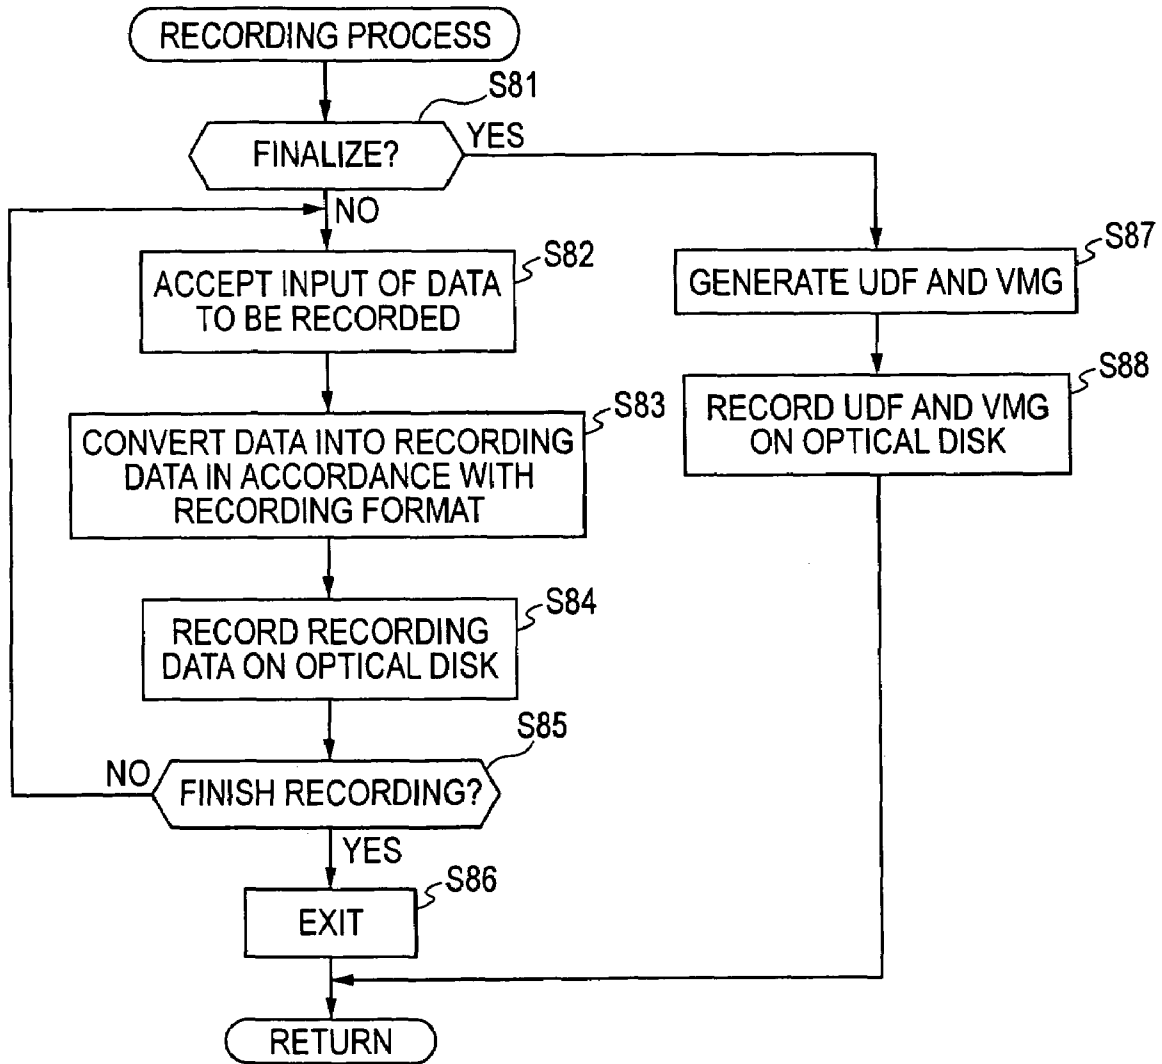 RECORDING PROCESS
S81
FINALIZE?
YES
NO
S82
ACCEPT INPUT OF DATA
TO BE RECORDED
S83
CONVERT DATA INTO RECORDING
DATA IN ACCORDANCE WITH
RECORDING FORMAT
S84
RECORD RECORDING
DATA ON OPTICAL DISK
S85
NO
FINISH RECORDING?
YES
S86
EXIT
S87
GENERATE UDF AND VMG
S88
RECORD UDF AND VMG
ON OPTICAL DISK
RETURN